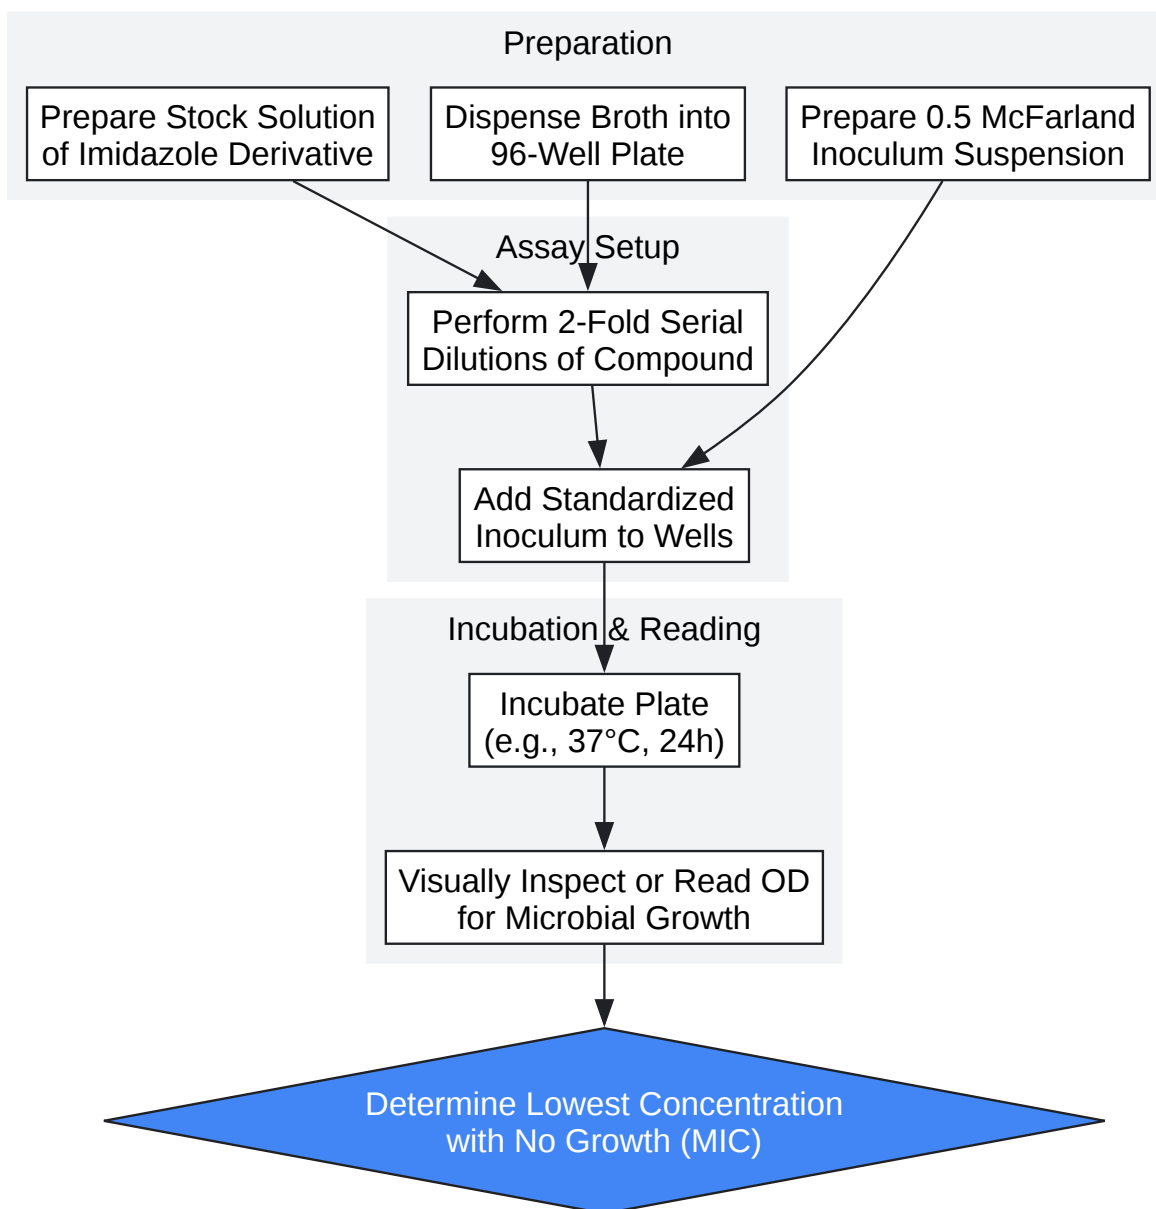 Preparation
Prepare Stock Solution
of Imidazole Derivative
Dispense Broth into
96-Well Plate
Prepare 0.5 McFarland
Inoculum Suspension
Assay Setup
Perform 2-Fold Serial
Dilutions of Compound
Add Standardized
Inoculum to Wells
Incubation & Reading
Incubate Plate
(e.g., 37°C, 24h)
Visually Inspect or Read OD
for Microbial Growth
Determine Lowest Concentration
with No Growth (MIC)